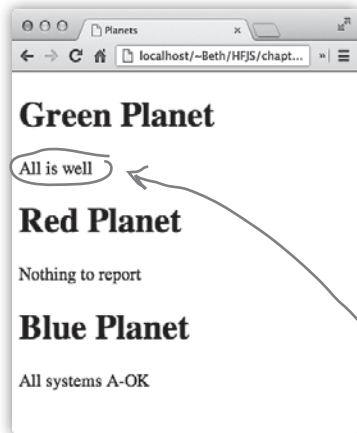 Planets
localhost/~Beth/HFJS/chapt...
Green Planet
All is well
Red Planet
Nothing to report
Blue Planet
All systems A-OK